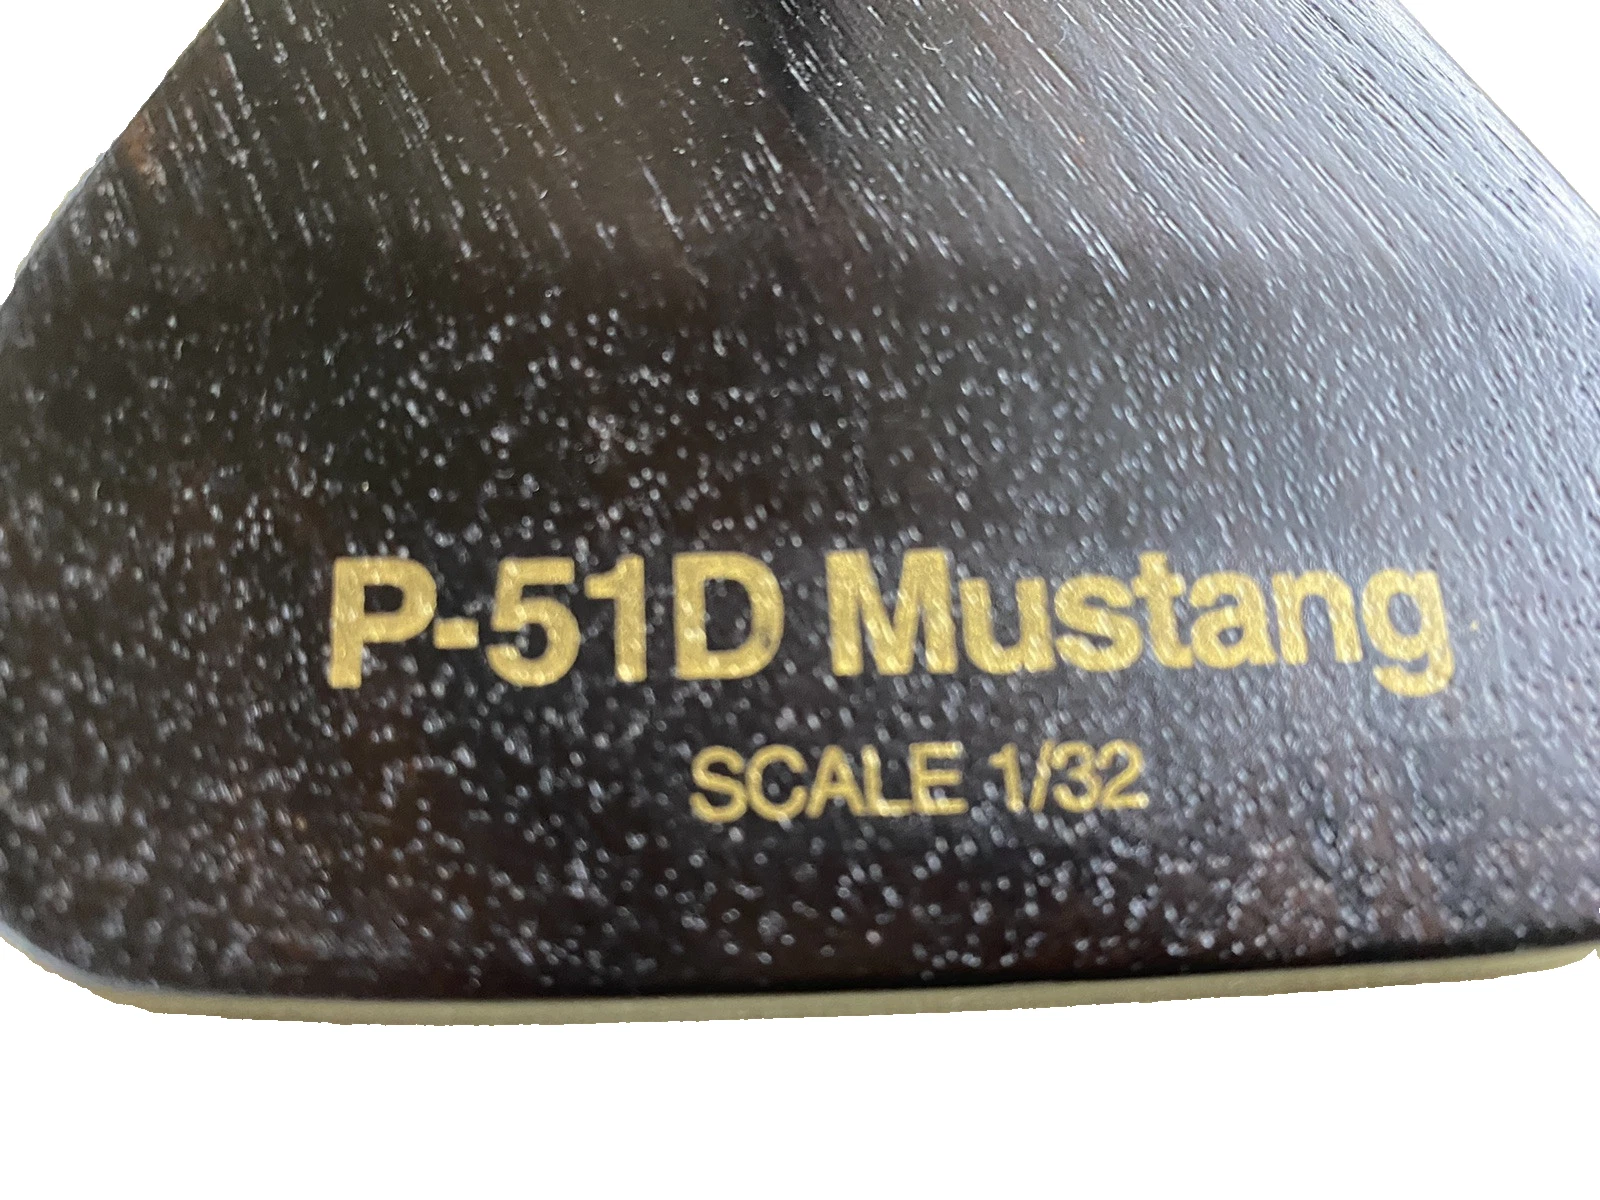 P-51D Mustang
SCALE 1/32